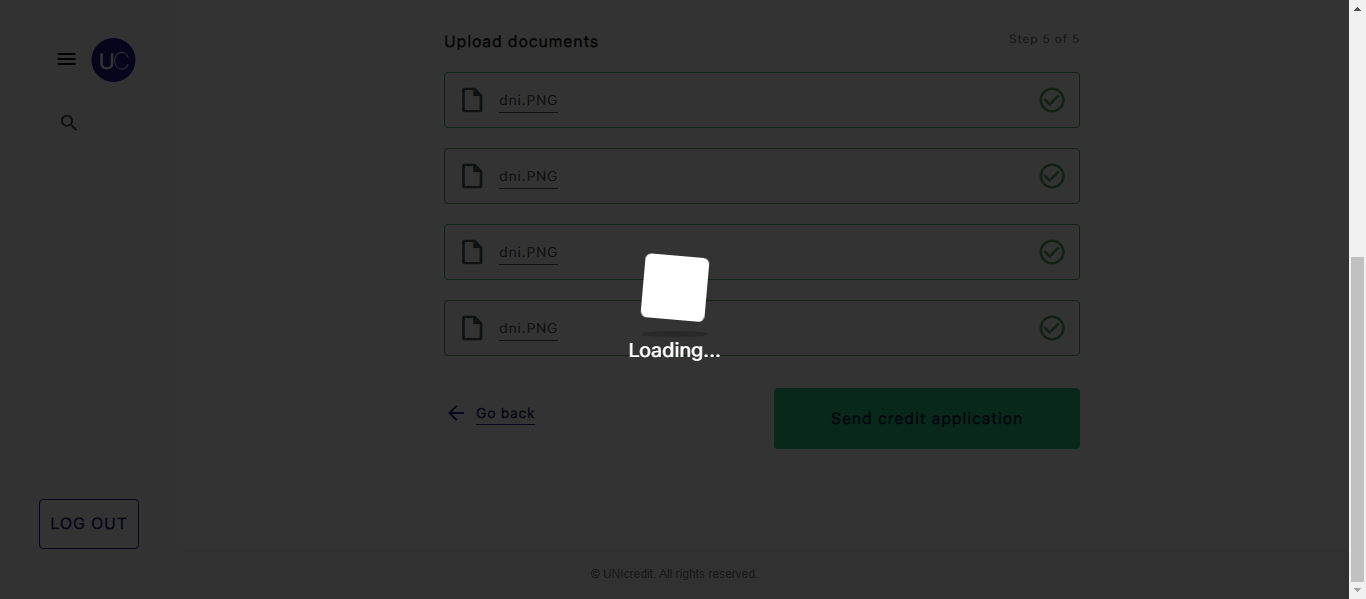 UC
Upload documents
Step 5 of 5
dni.PNG
dni.PNG
dni.PNG
dni.PNG
Loading...
Go back
Send credit application
LOG OUT
© UNIcredit. All rights reserved.